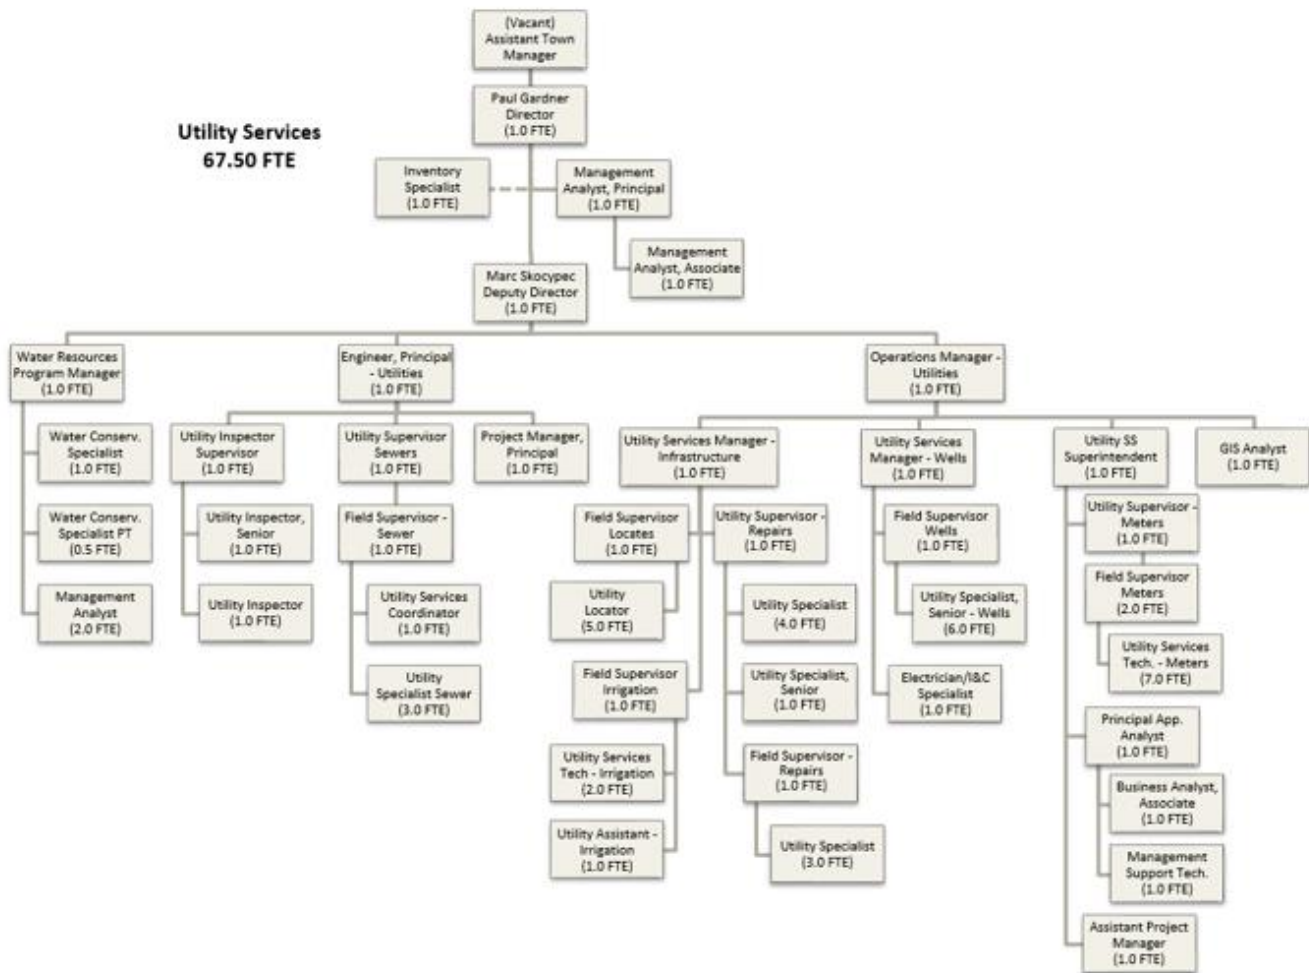 (Vacant)
Assistant Town
Manager
Paul Gardner
Director
(1.0 FTE)
Utility Services
67.50 FTE
Inventory
Specialist
(1.0 FTE)
Management
Analyst, Principal
(1.0 FTE)
Management
Analyst, Associate
(1.0 FTE)
Marc Skocypec
Deputy Director
(1.0 FTE)
Water Resources
Program Manager
(1.0 FTE)
Engineer, Principal
- Utilities
(1.0 FTE)
Operations Manager -
Utilities
(1.0 FTE)
Water Conserv.
Specialist
(1.0 FTE)
Water Conserv.
Specialist PT
(0.5 FTE)
Management
Analyst
(2.0 FTE)
Utility Inspector
Supervisor
(1.0 FTE)
Utility Inspector,
Senior
(1.0 FTE)
Utility Inspector
(1.0 FTE)
Utility Supervisor
Sewers
(1.0 FTE)
Field Supervisor -
Sewer
(1.0 FTE)
Utility Services
Coordinator
(1.0 FTE)
Utility
Specialist Sewer
(3.0 FTE)
Project Manager,
Principal
(1.0 FTE)
Utility Services Manager -
Infrastructure
(1.0 FTE)
Field Supervisor
Locates
(1.0 FTE)
Utility
Locator
(5.0 FTE)
Field Supervisor
Irrigation
(1.0 FTE)
Utility Services
Tech - Irrigation
(2.0 FTE)
Utility Assistant -
Irrigation
(1.0 FTE)
Utility Supervisor -
Repairs
(1.0 FTE)
Utility Specialist
(4.0 FTE)
Utility Specialist,
Senior
(1.0 FTE)
Field Supervisor -
Repairs
(1.0 FTE)
Utility Specialist
(3.0 FTE)
Utility Services
Manager - Wells
(1.0 FTE)
Field Supervisor
Wells
(1.0 FTE)
Utility Specialist,
Senior - Wells
(6.0 FTE)
Electrician/I&C
Specialist
(1.0 FTE)
Utility SS
Superintendent
(1.0 FTE)
Utility Supervisor -
Meters
(1.0 FTE)
Field Supervisor
Meters
(2.0 FTE)
Utility Services
Tech. - Meters
(7.0 FTE)
Principal App.
Analyst
(1.0 FTE)
Business Analyst,
Associate
(1.0 FTE)
Management
Support Tech.
(1.0 FTE)
Assistant Project
Manager
(1.0 FTE)
GIS Analyst
(1.0 FTE)